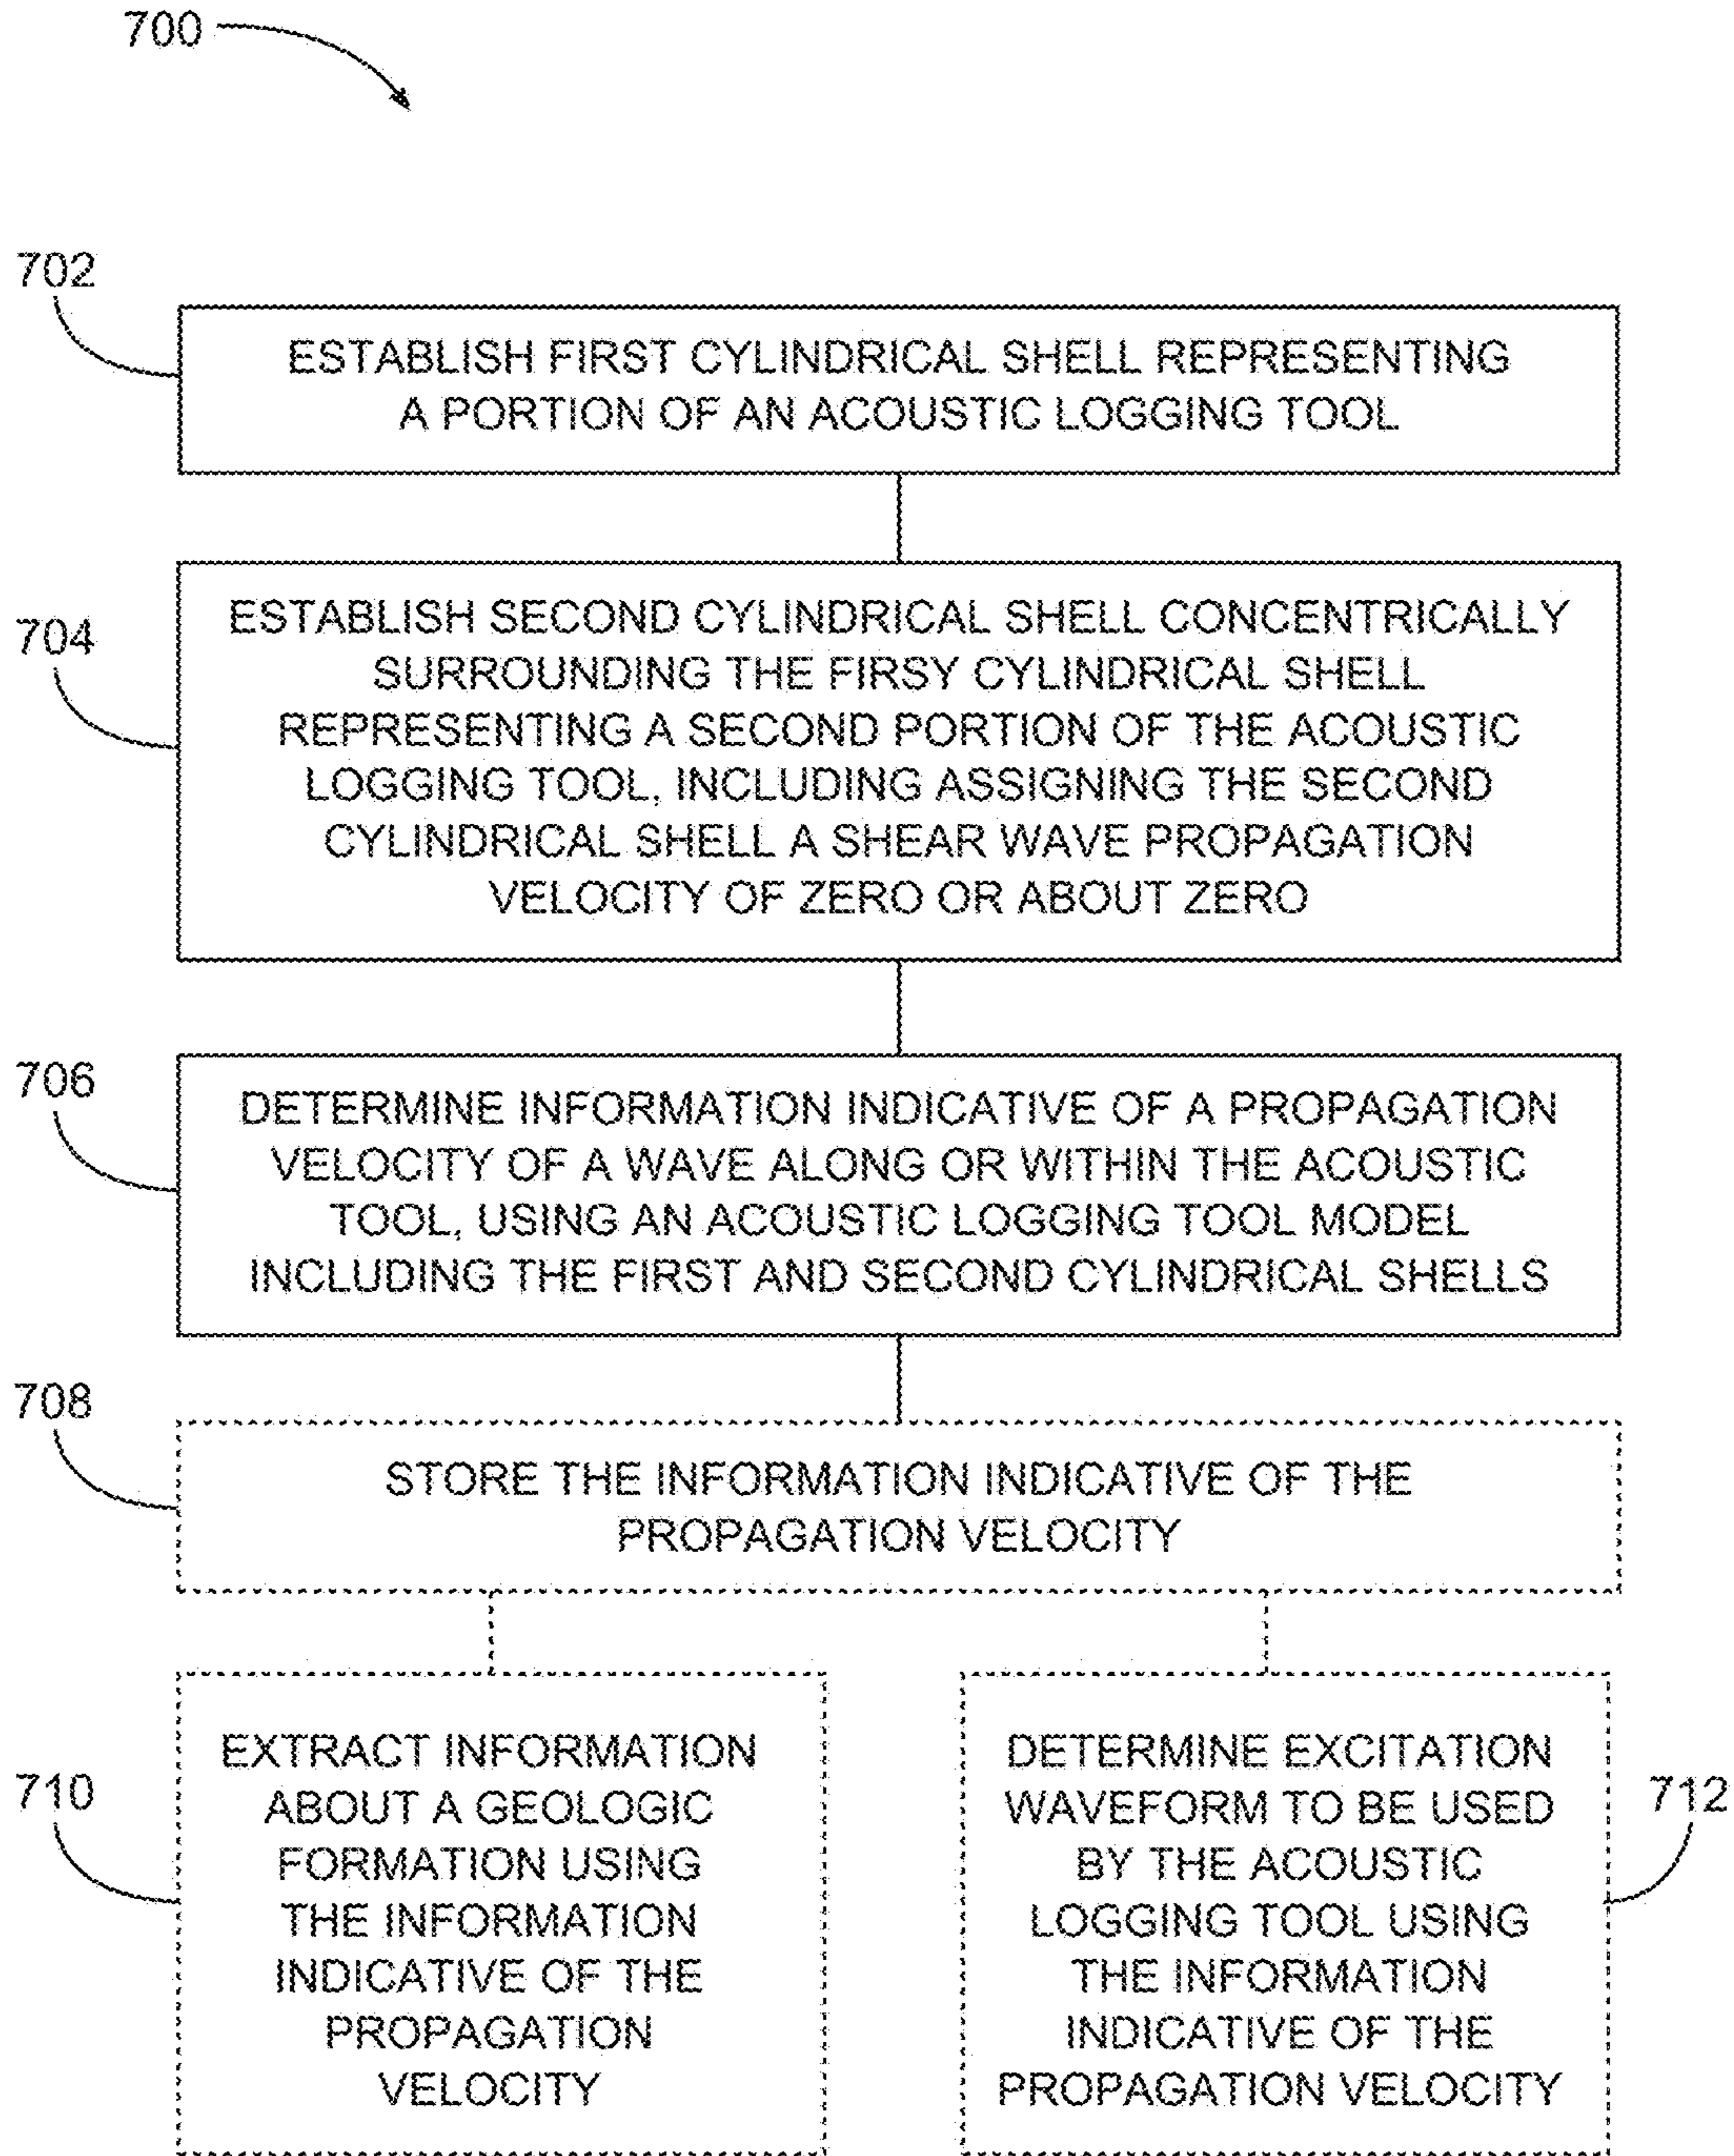 700
702
ESTABLISH FIRST CYLINDRICAL SHELL REPRESENTING
A PORTION OF AN ACOUSTIC LOGGING TOOL
704
ESTABLISH SECOND CYLINDRICAL SHELL CONCENTRICALLY
SURROUNDING THE FIRSY CYLINDRICAL SHELL
REPRESENTING A SECOND PORTION OF THE ACOUSTIC
LOGGING TOOL, INCLUDING ASSIGNING THE SECOND
CYLINDRICAL SHELL A SHEAR WAVE PROPAGATION
VELOCITY OF ZERO OR ABOUT ZERO
706
DETERMINE INFORMATION INDICATIVE OF A PROPAGATION
VELOCITY OF A WAVE ALONG OR WITHIN THE ACOUSTIC
TOOL, USING AN ACOUSTIC LOGGING TOOL MODEL
INCLUDING THE FIRST AND SECOND CYLINDRICAL SHELLS
708
STORE THE INFORMATION INDICATIVE OF THE
PROPAGATION VELOCITY
710
EXTRACT INFORMATION
ABOUT A GEOLOGIC
FORMATION USING
THE INFORMATION
INDICATIVE OF THE
PROPAGATION
VELOCITY
DETERMINE EXCITATION
WAVEFORM TO BE USED
BY THE ACOUSTIC
LOGGING TOOL USING
THE INFORMATION
INDICATIVE OF THE
PROPAGATION VELOCITY
712